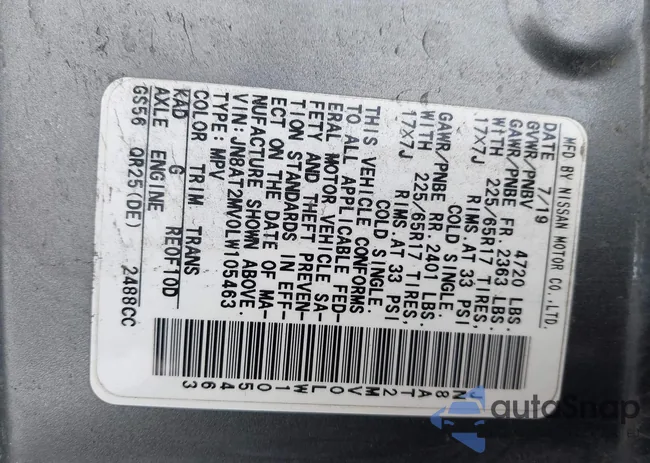 MFD BY NISSAN MOTOR CO.,LTD.
DATE 7/19
GVWR/PNBV 4720 LBS.
GAWR/PNBE FR. 2363 LBS.
WITH 225/65R17 TIRES,
17X7J RIMS AT 33 PSI
COLD SINGLE.
GAWR/PNBE RR. 2401 LBS.
WITH 225/65R17 TIRES,
17X7J RIMS AT 33 PSI
COLD SINGLE.
THIS VEHICLE CONFORMS
TO ALL APPLICABLE FED-
ERAL MOTOR VEHICLE SA-
FETY AND THEFT PREVEN-
TION STANDARDS IN EFF-
ECT ON THE DATE OF MA-
NUFACTURE SHOWN ABOVE.
VIN: JN8AT2MV0LW105463
TYPE: MPV
COLOR TRIM TRANS
KAD G RE0F10D
AXLE ENGINE
GS56 QR25(DE) 2488CC
JN8AT2MV0LW105463
autoSnap